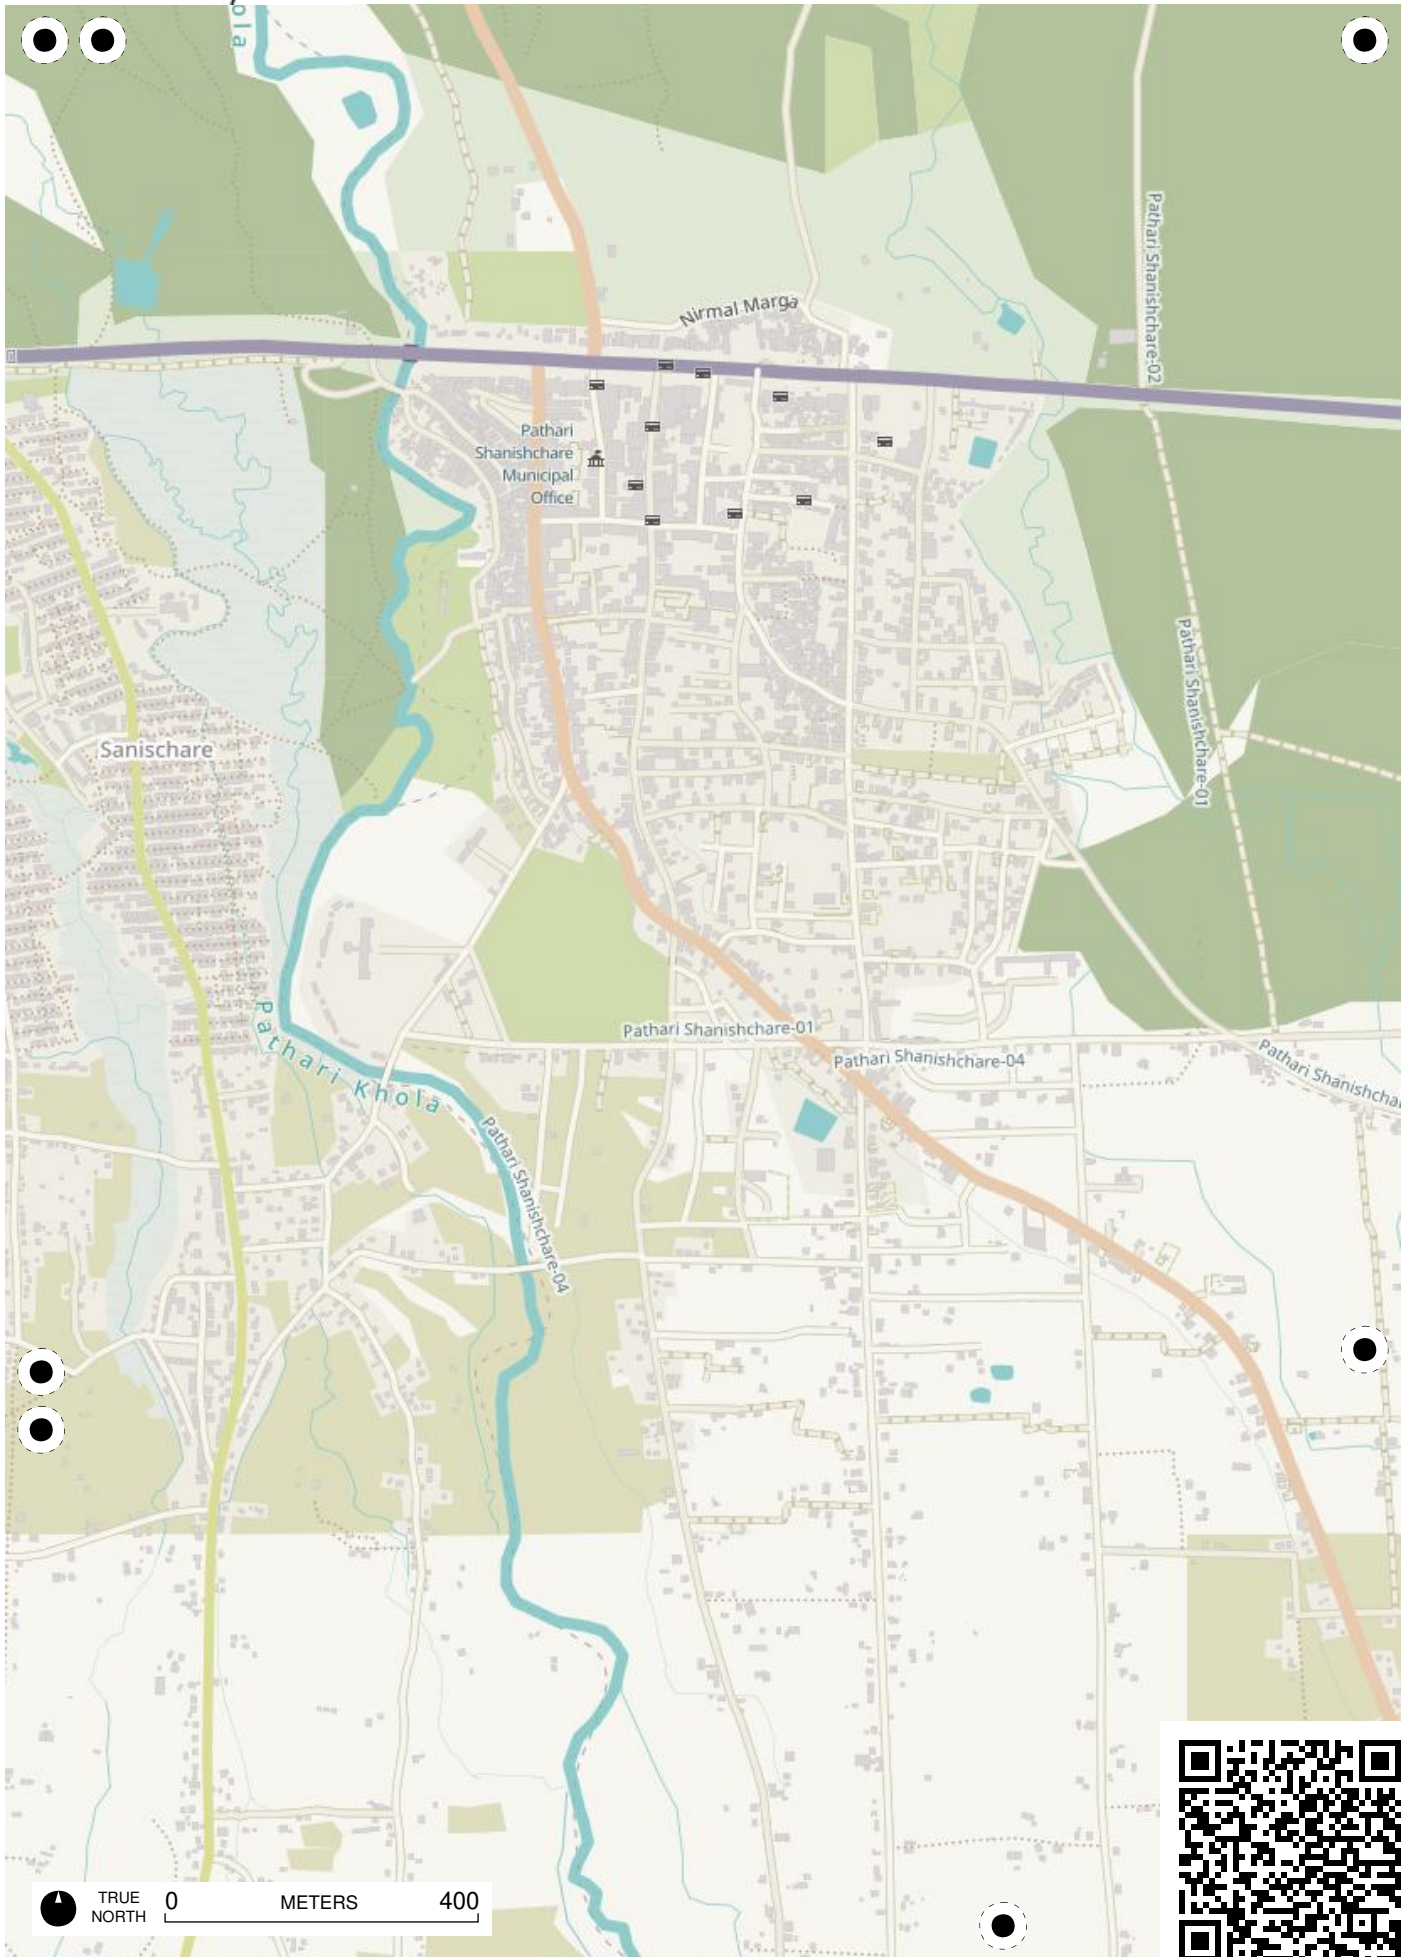 ola
Pathari Shanishchare-02
Nirmal Marga
Pathari
Shanishchare
Municipal
Office
Pathari Shanishchare-01
Sanischare
Pathari Khola
Pathari Shanishchare-01
Pathari Shanishchare-04
Pathari Shanishchar
Pathari Shanishchare-04
TRUE
NORTH
0 METERS 400